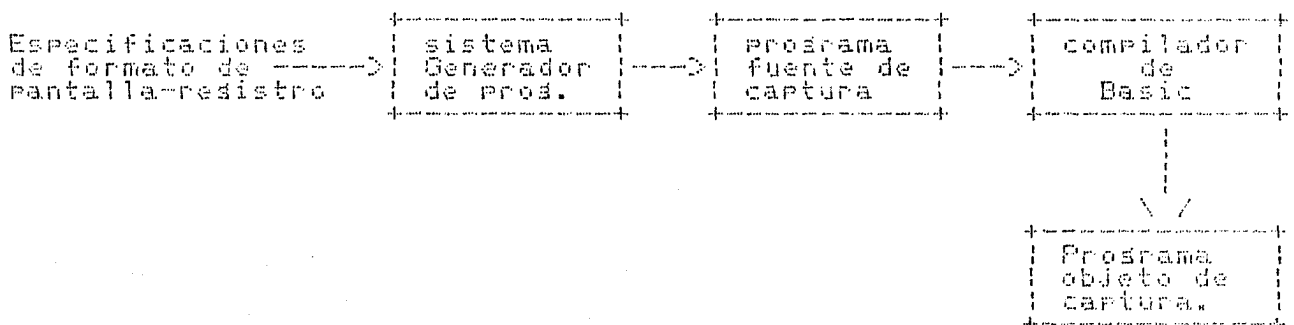 Especificaciones
de formato de
pantalla-registro
sistema
Generador
de prog.
programa
fuente de
captura
compilador
de
Basic
Programa
objeto de
captura.